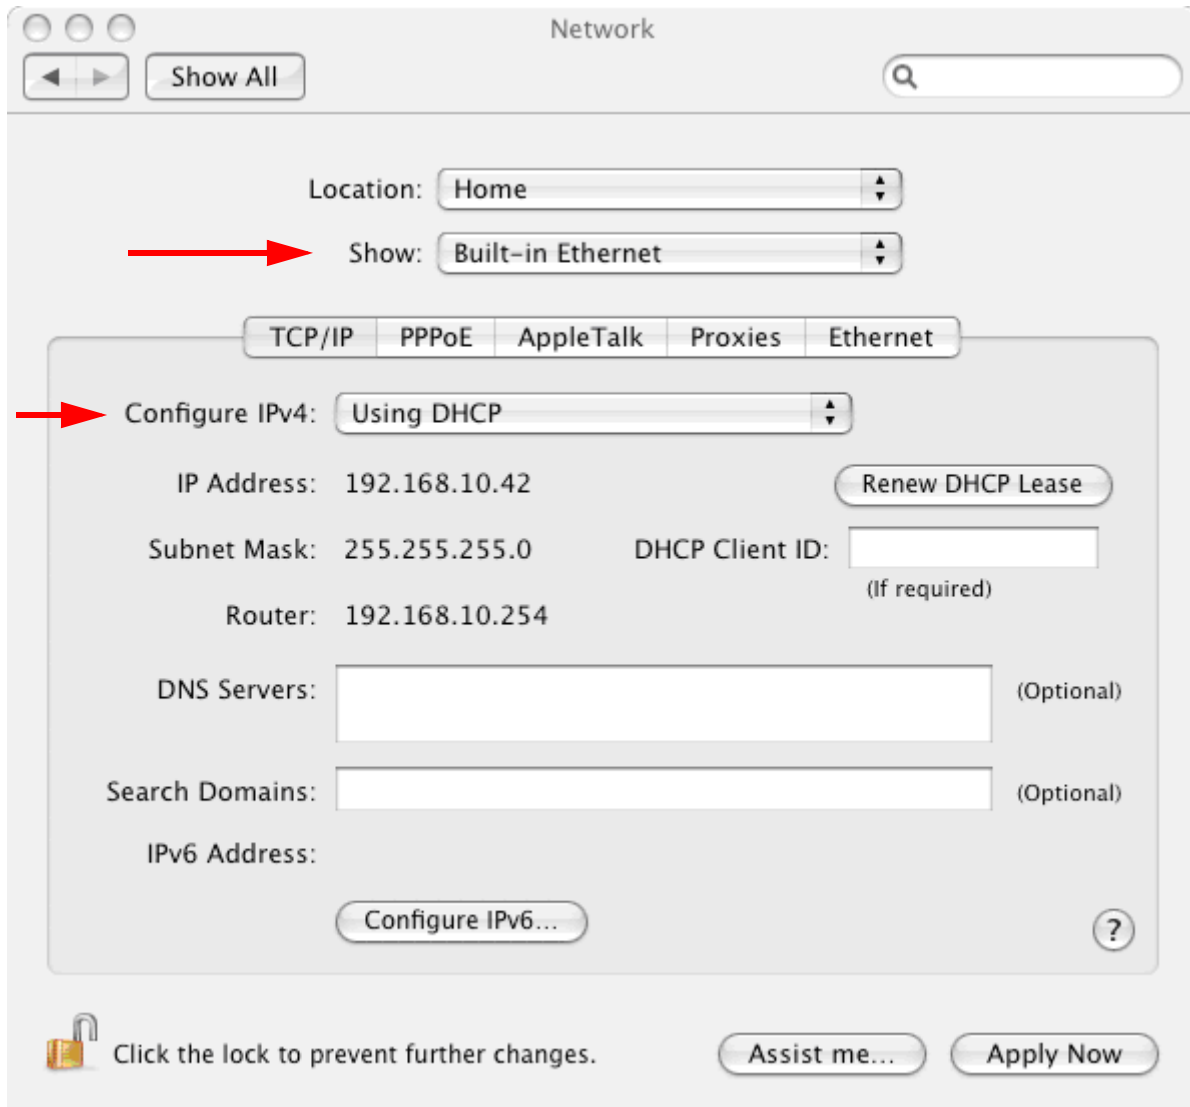 Network
Show All
Location: Home
Show: Built-in Ethernet
TCP/IP PPPoE AppleTalk Proxies Ethernet
Configure IPv4: Using DHCP
IP Address: 192.168.10.42 Renew DHCP Lease
Subnet Mask: 255.255.255.0 DHCP Client ID:
(If required)
Router: 192.168.10.254
DNS Servers: (Optional)
Search Domains: (Optional)
IPv6 Address:
Configure IPv6...
?
Click the lock to prevent further changes. Assist me... Apply Now